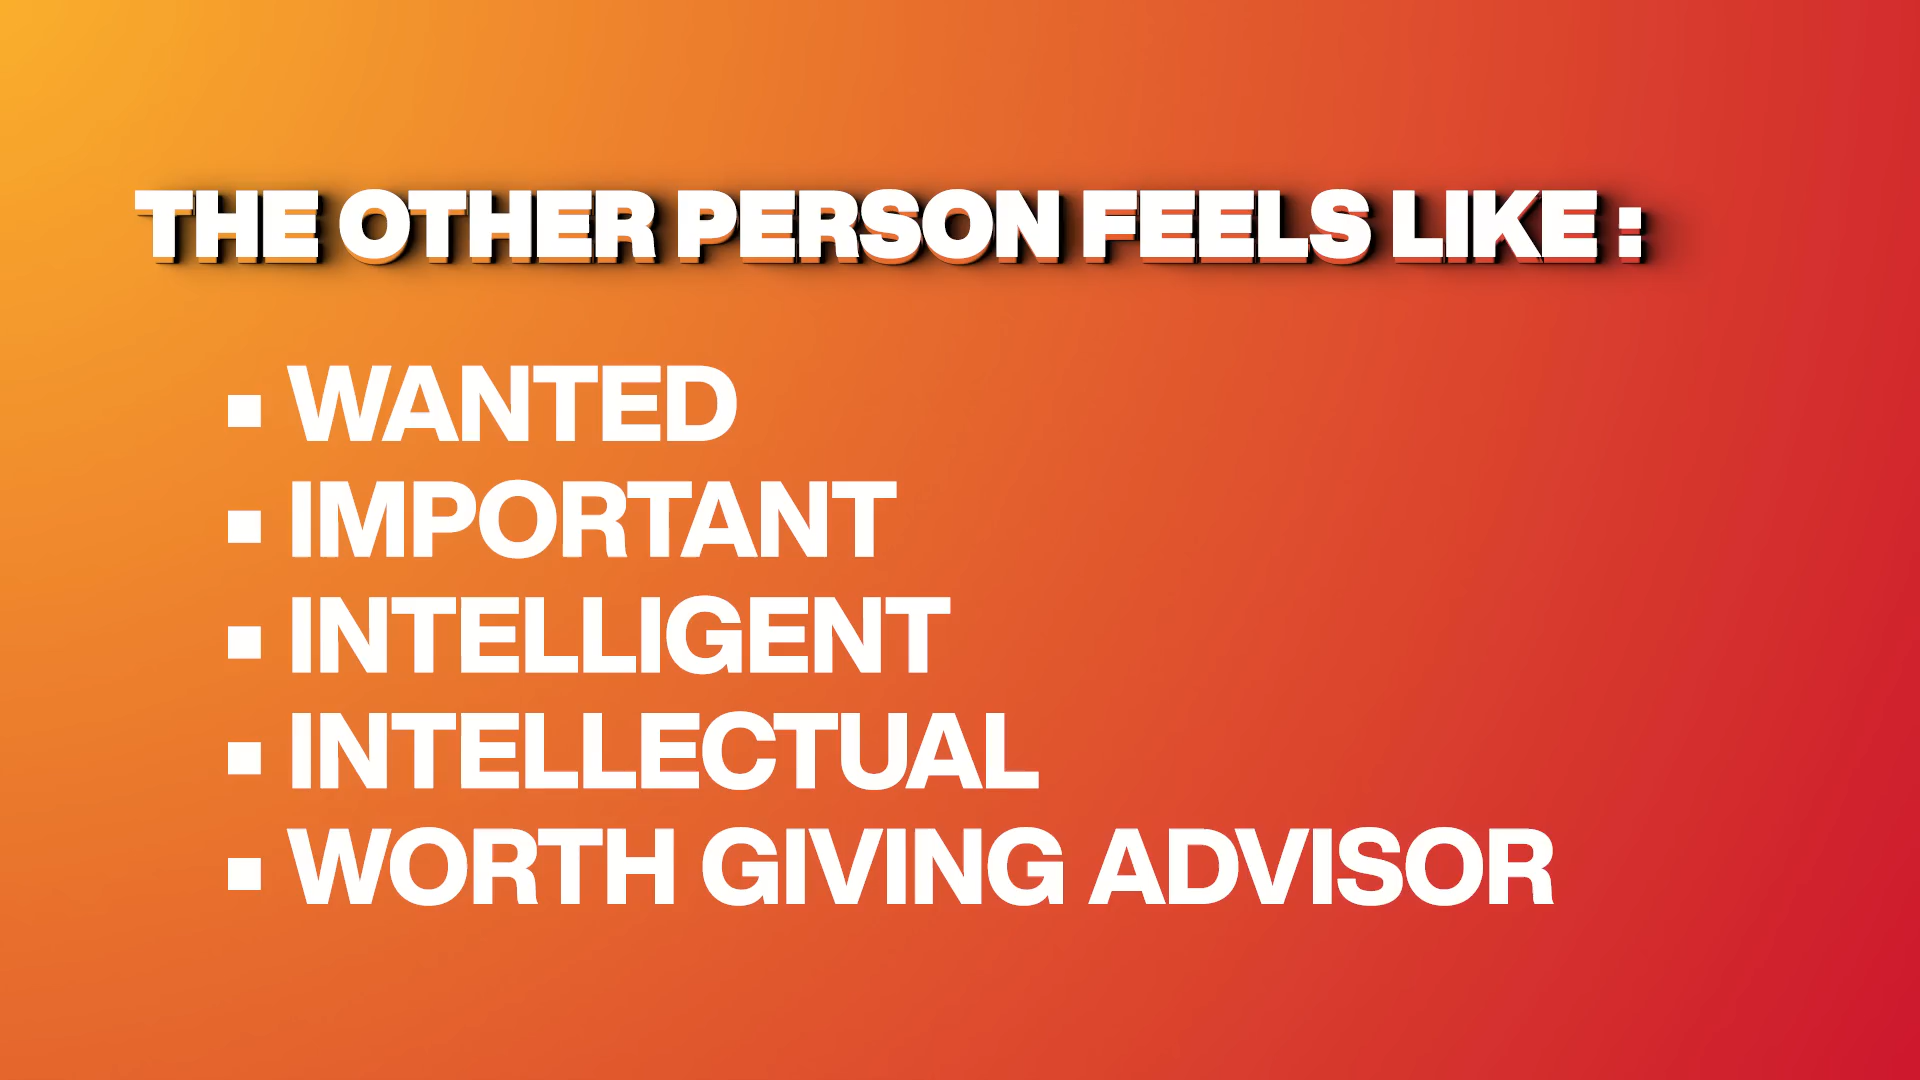 THE OTHER PERSON FEELS LIKE :
▪ WANTED
▪ IMPORTANT
▪ INTELLIGENT
▪ INTELLECTUAL
▪ WORTH GIVING ADVISOR